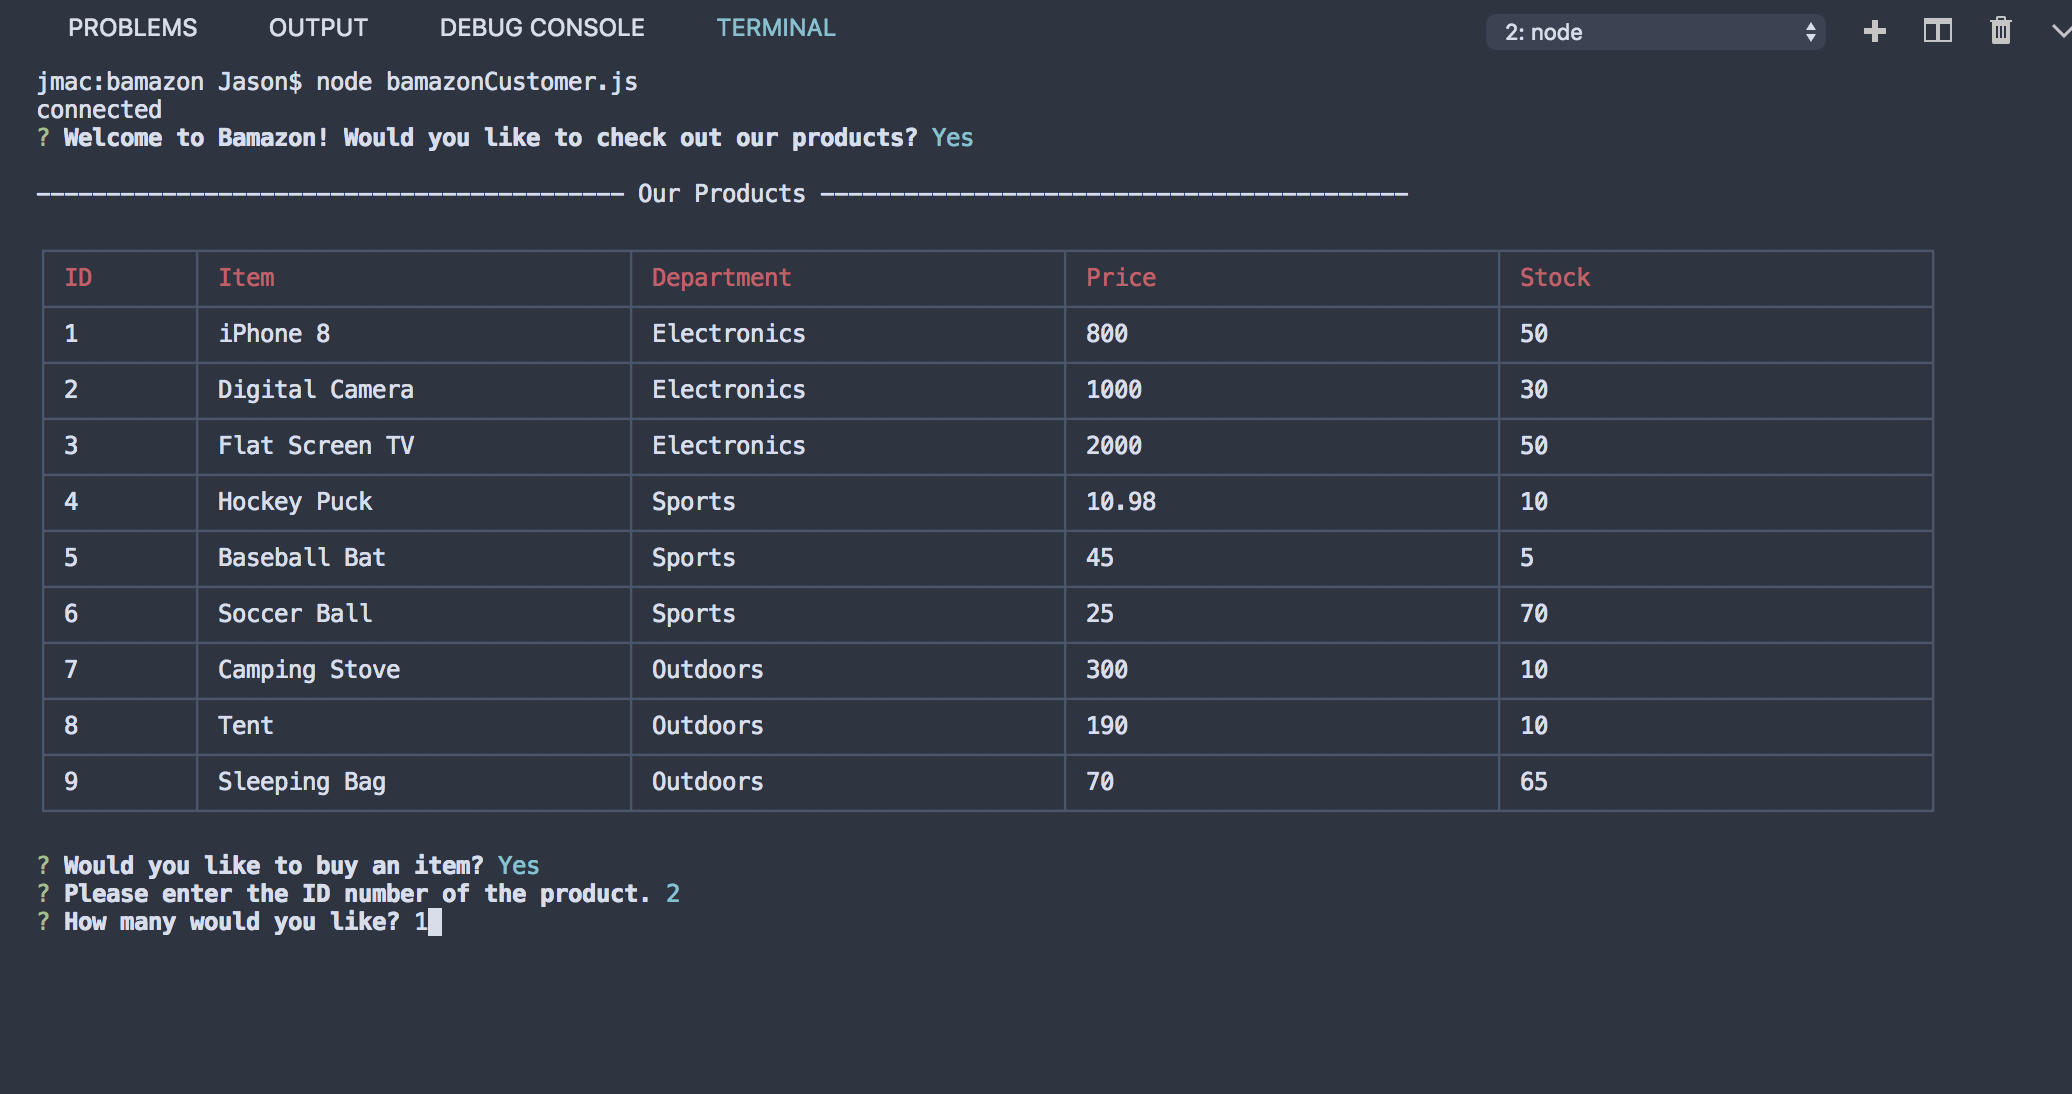 PROBLEMS OUTPUT DEBUG CONSOLE TERMINAL 2: node
jmac:bamazon Jason$ node bamazonCustomer.js
connected
? Welcome to Bamazon! Would you like to check out our products? Yes
—————————————————————————————————————————— Our Products ——————————————————————————————————————————
ID Item Department Price Stock
1 iPhone 8 Electronics 800 50
2 Digital Camera Electronics 1000 30
3 Flat Screen TV Electronics 2000 50
4 Hockey Puck Sports 10.98 10
5 Baseball Bat Sports 45 5
6 Soccer Ball Sports 25 70
7 Camping Stove Outdoors 300 10
8 Tent Outdoors 190 10
9 Sleeping Bag Outdoors 70 65
? Would you like to buy an item? Yes
? Please enter the ID number of the product. 2
? How many would you like? 1